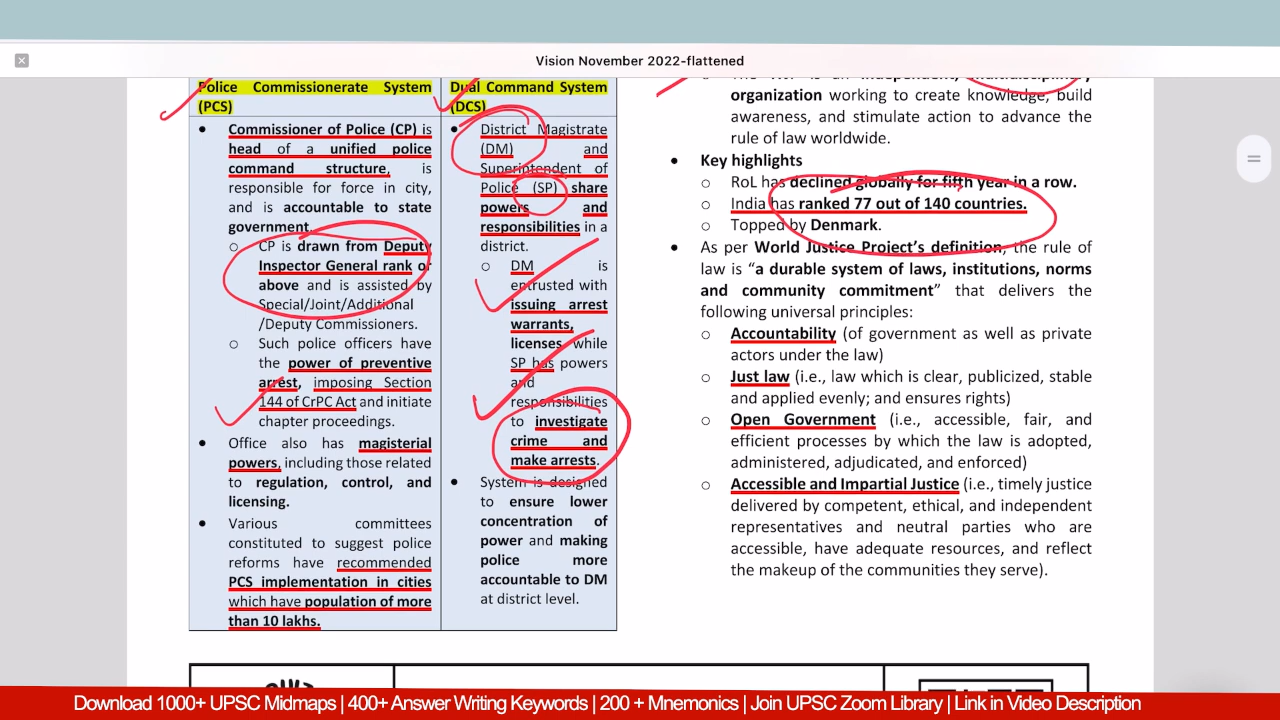 Vision November 2022-flattened
Police Commissionerate System
(PCS)
• Commissioner of Police (CP) is
head of a unified police
command structure, is
responsible for force in city,
and is accountable to state
government.
o CP is drawn from Deputy
Inspector General rank or
above and is assisted by
Special/Joint/Additional
/Deputy Commissioners.
o Such police officers have
the power of preventive
arrest, imposing Section
144 of CrPC Act and initiate
chapter proceedings.
• Office also has magisterial
powers, including those related
to regulation, control, and
licensing.
• Various committees
constituted to suggest police
reforms have recommended
PCS implementation in cities
which have population of more
than 10 lakhs.
Dual Command System
(DCS)
• District Magistrate
(DM) and
Superintendent of
Police (SP) share
powers and
responsibilities in a
district.
o DM is
entrusted with
issuing arrest
warrants,
licenses while
SP has powers
and
responsibilities
to investigate
crime and
make arrests.
• System is designed
to ensure lower
concentration of
power and making
police more
accountable to DM
at district level.
is an independent, multidisciplinary
organization working to create knowledge, build
awareness, and stimulate action to advance the
rule of law worldwide.
• Key highlights
o RoL has declined globally for fifth year in a row.
o India has ranked 77 out of 140 countries.
o Topped by Denmark.
• As per World Justice Project's definition, the rule of
law is “a durable system of laws, institutions, norms
and community commitment” that delivers the
following universal principles:
o Accountability (of government as well as private
actors under the law)
o Just law (i.e., law which is clear, publicized, stable
and applied evenly; and ensures rights)
o Open Government (i.e., accessible, fair, and
efficient processes by which the law is adopted,
administered, adjudicated, and enforced)
o Accessible and Impartial Justice (i.e., timely justice
delivered by competent, ethical, and independent
representatives and neutral parties who are
accessible, have adequate resources, and reflect
the makeup of the communities they serve).
Download 1000+ UPSC Midmaps | 400+ Answer Writing Keywords | 200 + Mnemonics | Join UPSC Zoom Library | Link in Video Description